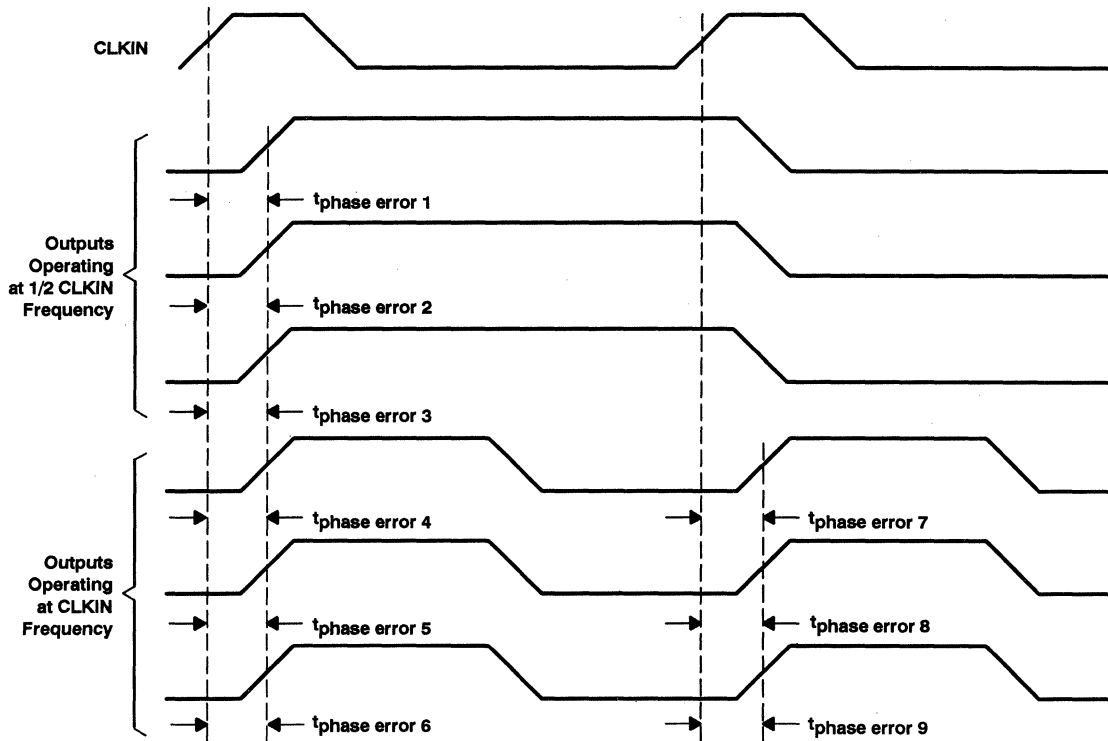 CLKIN
tphase error 1
Outputs
Operating
at 1/2 CLKIN
Frequency
tphase error 2
tphase error 3
tphase error 4
tphase error 7
Outputs
Operating
at CLKIN
Frequency
tphase error 5
tphase error 8
tphase error 6
tphase error 9